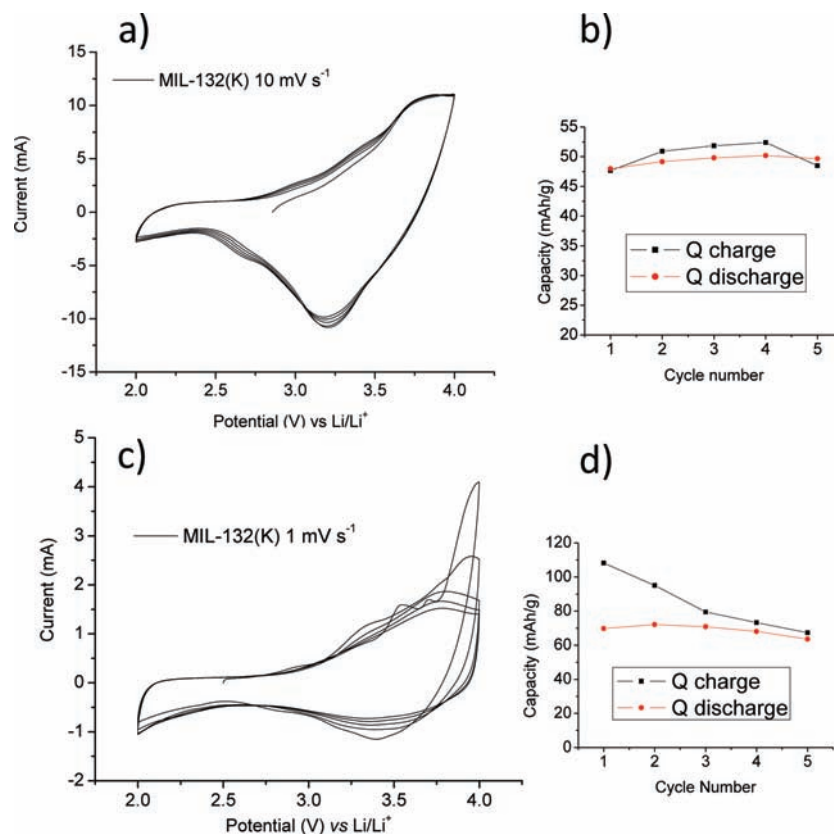 a)
15
10
5
0
-5
-10
-15
Current (mA)
MIL-132(K) 10 mV s⁻¹
2.0 2.5 3.0 3.5 4.0
Potential (V) vs Li/Li⁺
b)
55
50
45
40
35
30
25
20
Capacity (mAh/g)
Q charge
Q discharge
1 2 3 4 5
Cycle number
c)
5
4
3
2
1
0
-1
-2
Current (mA)
MIL-132(K) 1 mV s⁻¹
2.0 2.5 3.0 3.5 4.0
Potential (V) vs Li/Li⁺
d)
120
100
80
60
40
20
0
Capacity (mAh/g)
Q charge
Q discharge
1 2 3 4 5
Cycle Number